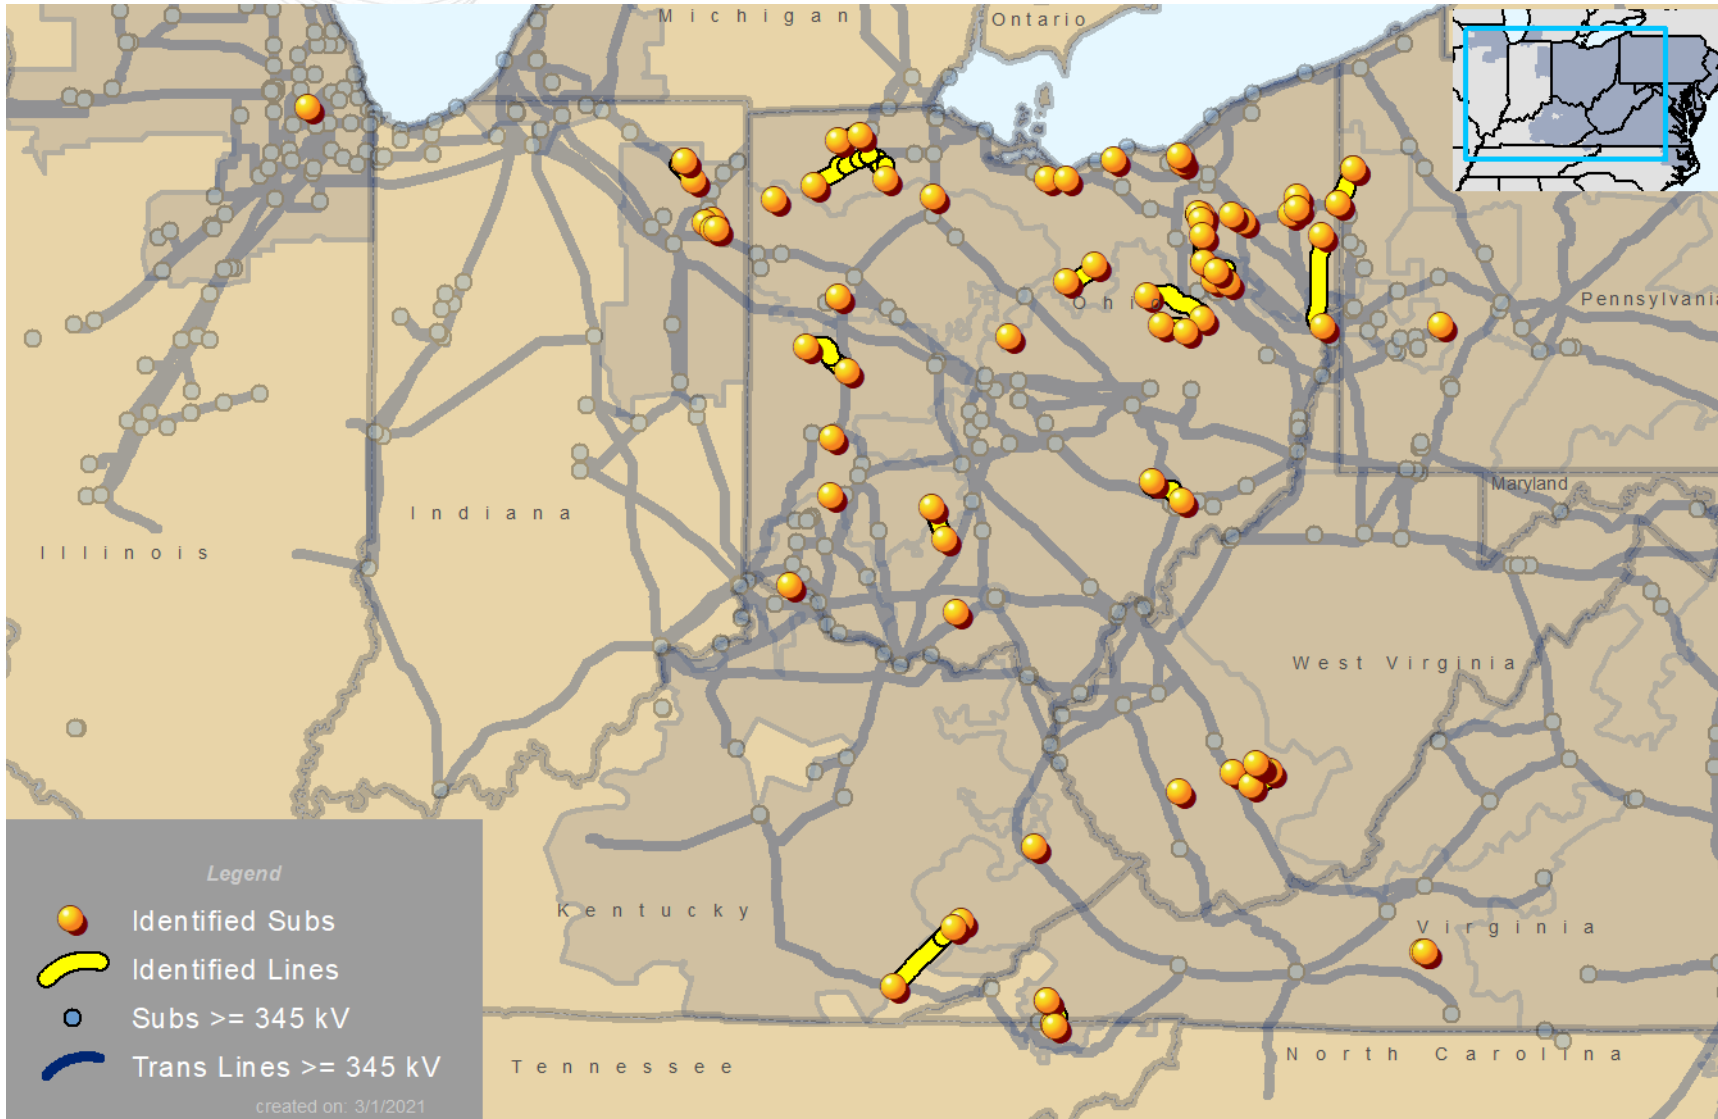 Michigan
Ontario
Ohio
Pennsylvania
Maryland
Indiana
Illinois
West Virginia
Kentucky
Virginia
Tennessee
North Carolina
Legend
Identified Subs
Identified Lines
Subs >= 345 kV
Trans Lines >= 345 kV
created on: 3/1/2021